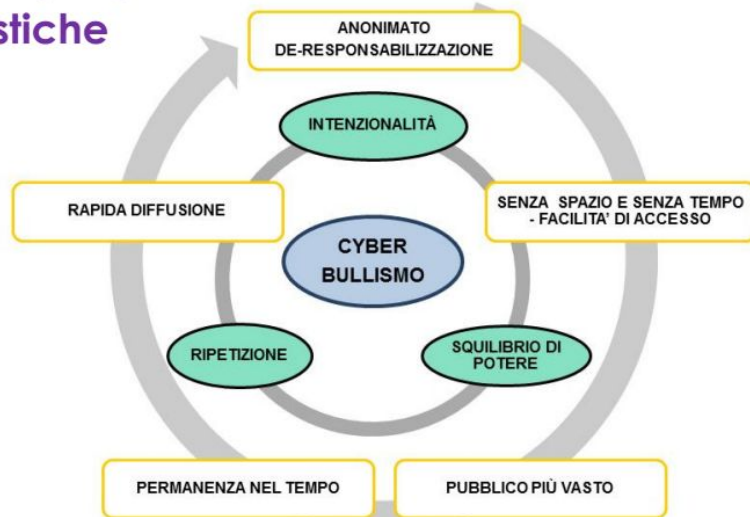 stiche
ANONIMATO
DE-RESPONSABILIZZAZIONE
INTENZIONALITÀ
RAPIDA DIFFUSIONE
SENZA SPAZIO E SENZA TEMPO
- FACILITA' DI ACCESSO
CYBER
BULLISMO
RIPETIZIONE
SQUILIBRIO DI
POTERE
PERMANENZA NEL TEMPO
PUBBLICO PIÙ VASTO